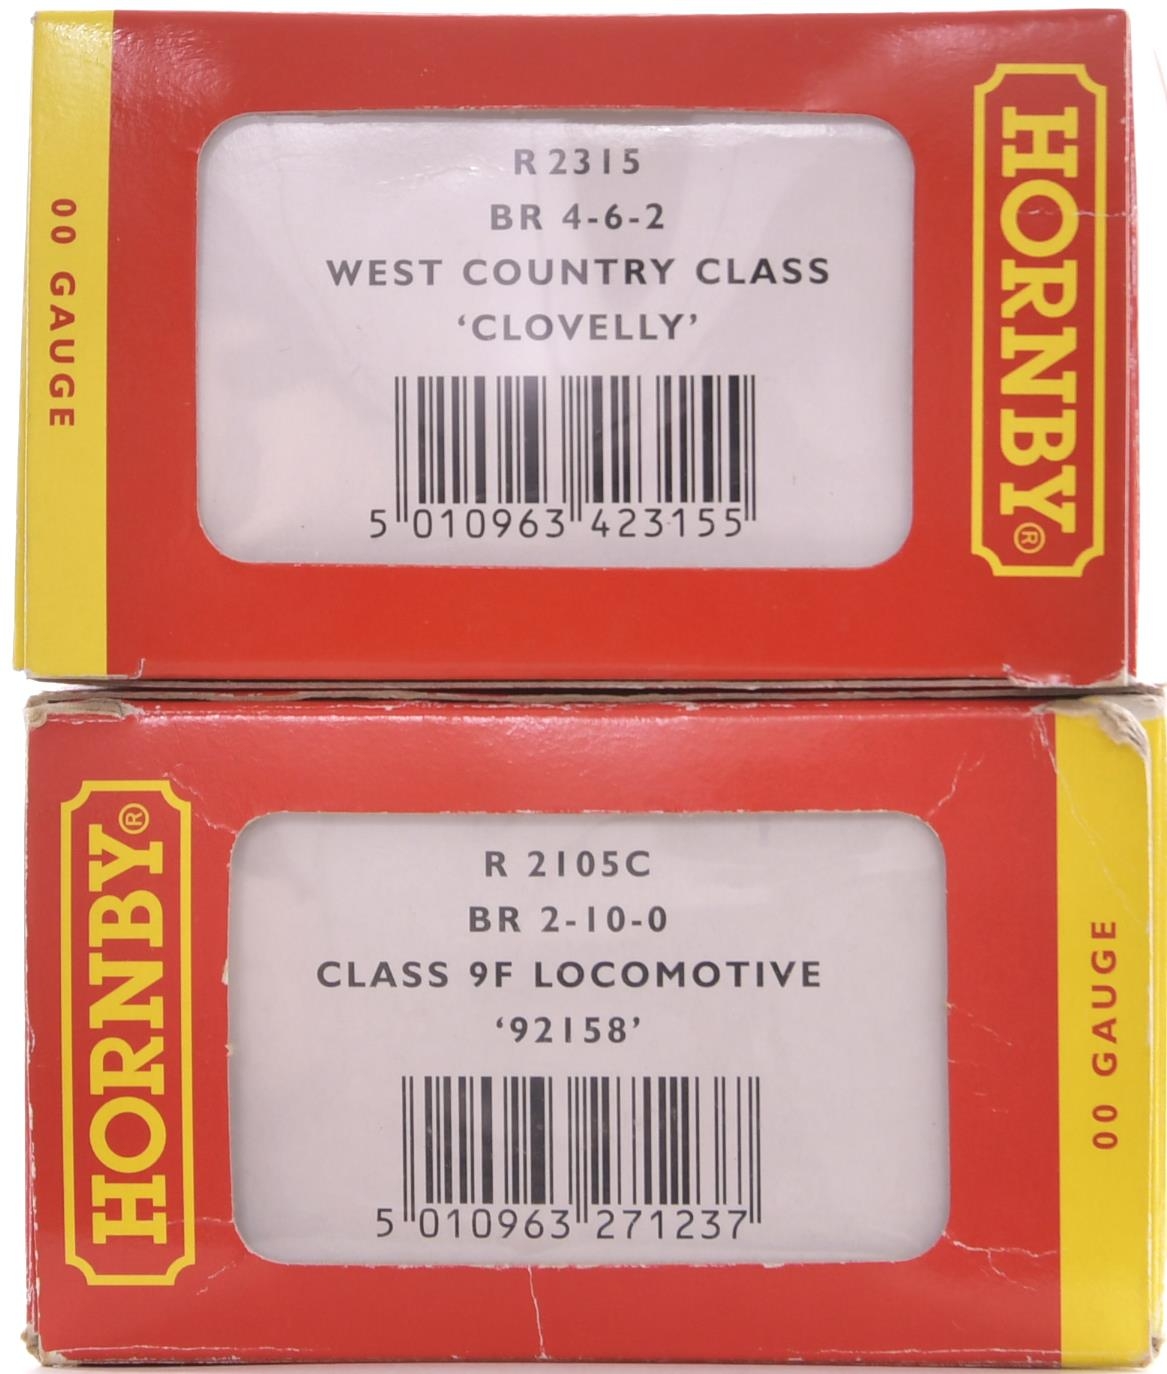 00 GAUGE
R 2315
BR 4-6-2
WEST COUNTRY CLASS
‘CLOVELLY’
5 010963 423155
HORNBY®
HORNBY®
R 2105C
BR 2-10-0
CLASS 9F LOCOMOTIVE
‘92158’
5 010963 271237
00 GAUGE